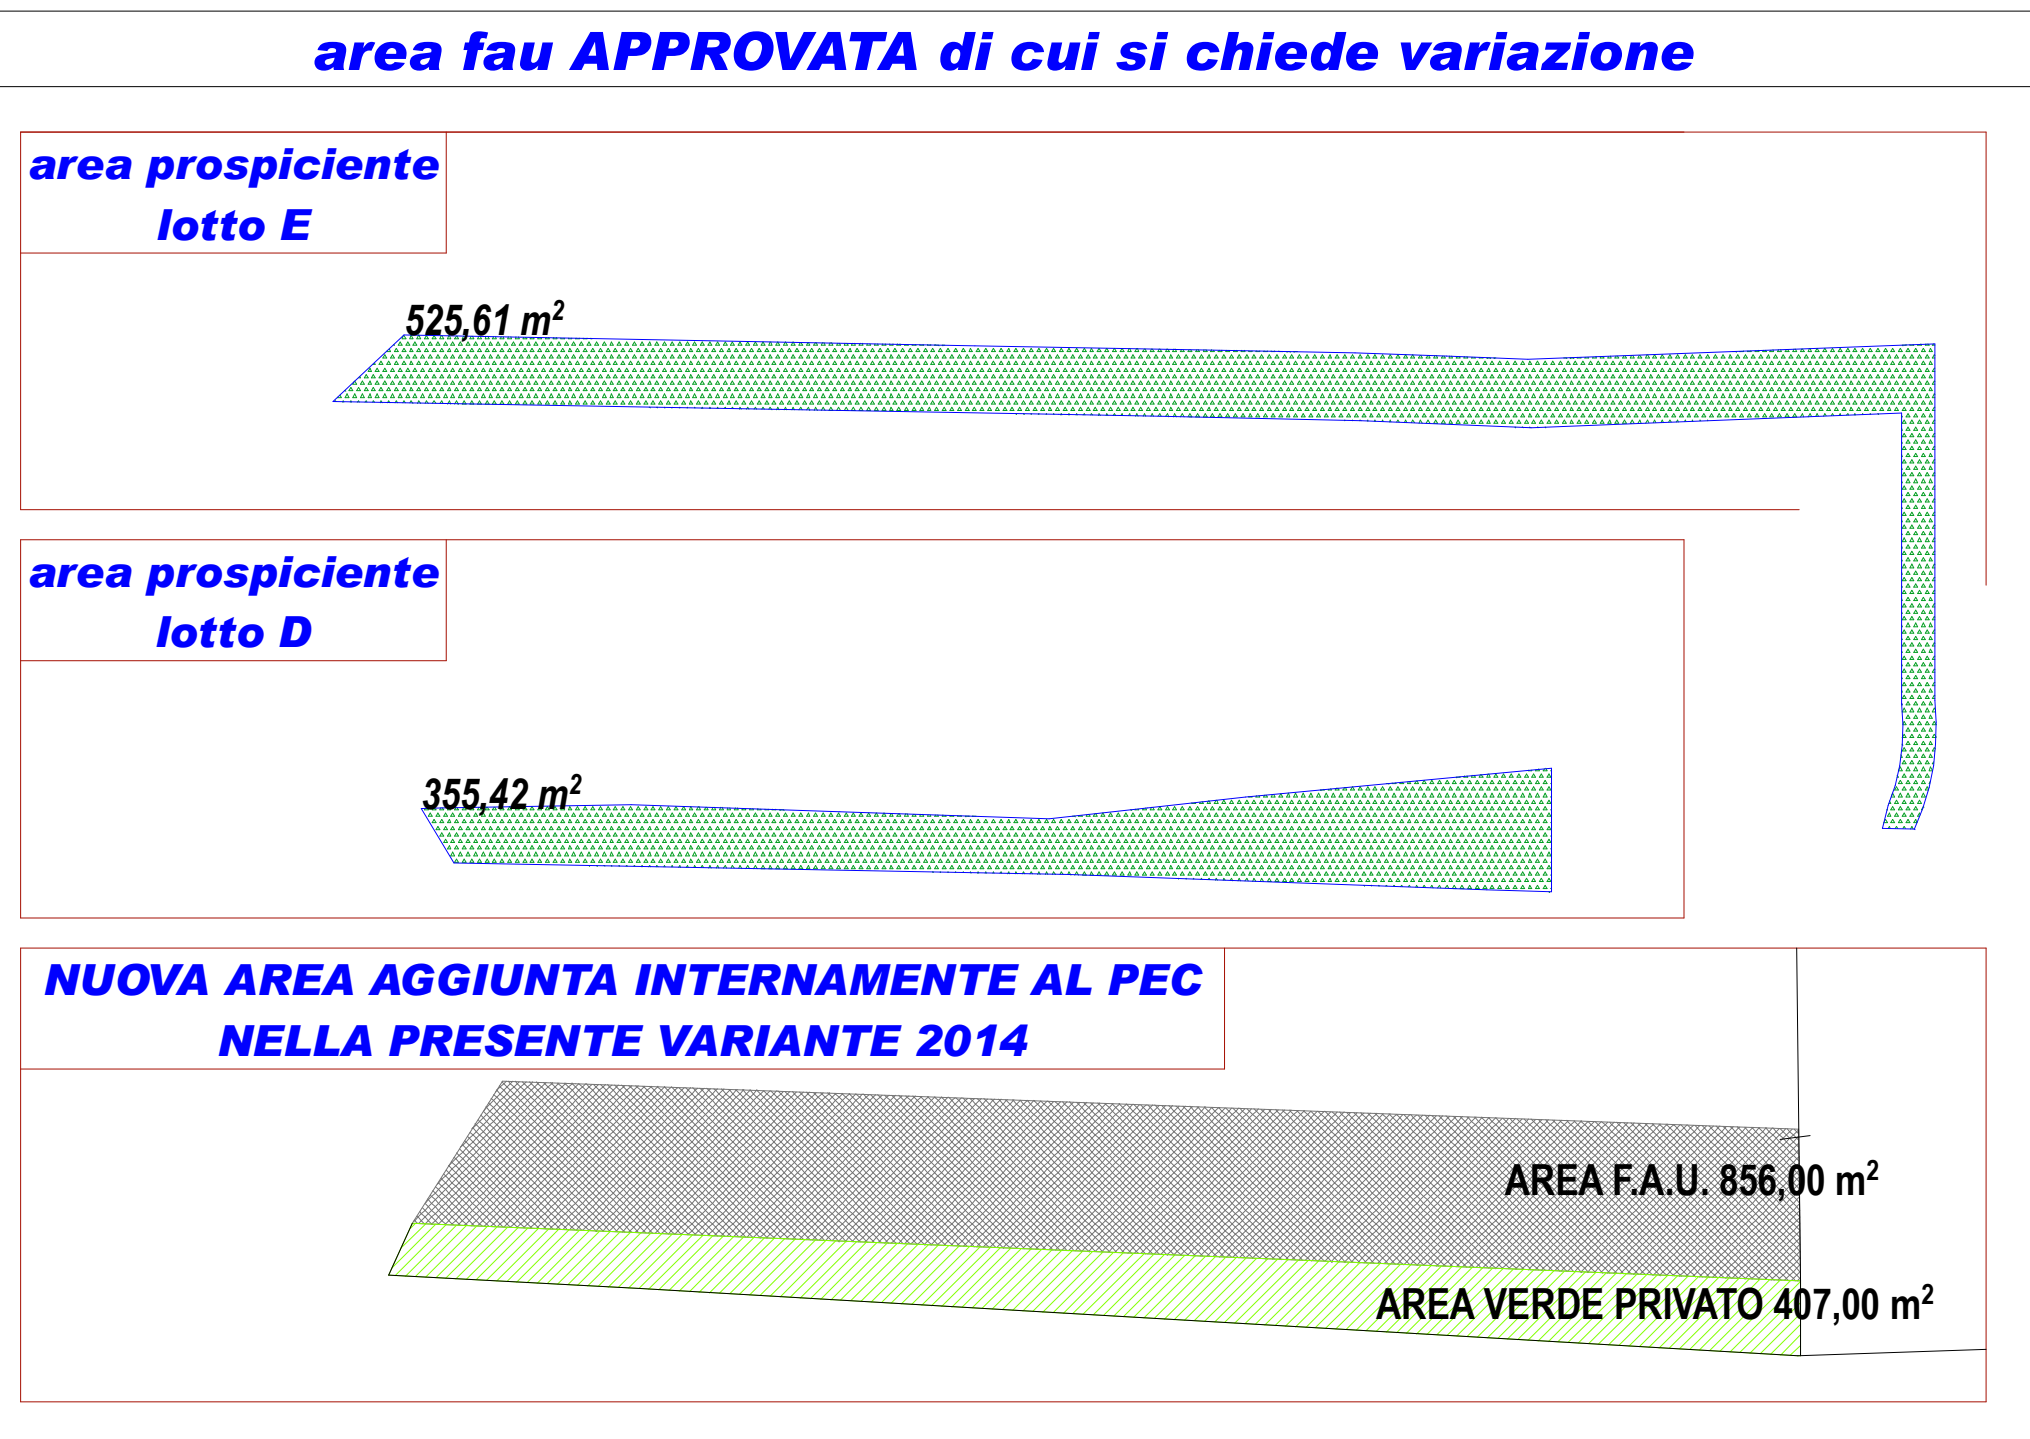 area fau APPROVATA di cui si chiede variazione
area prospiciente
lotto E
525,61 m²
area prospiciente
lotto D
355,42 m²
NUOVA AREA AGGIUNTA INTERNAMENTE AL PEC
NELLA PRESENTE VARIANTE 2014
AREA F.A.U. 856,00 m²
AREA VERDE PRIVATO 407,00 m²